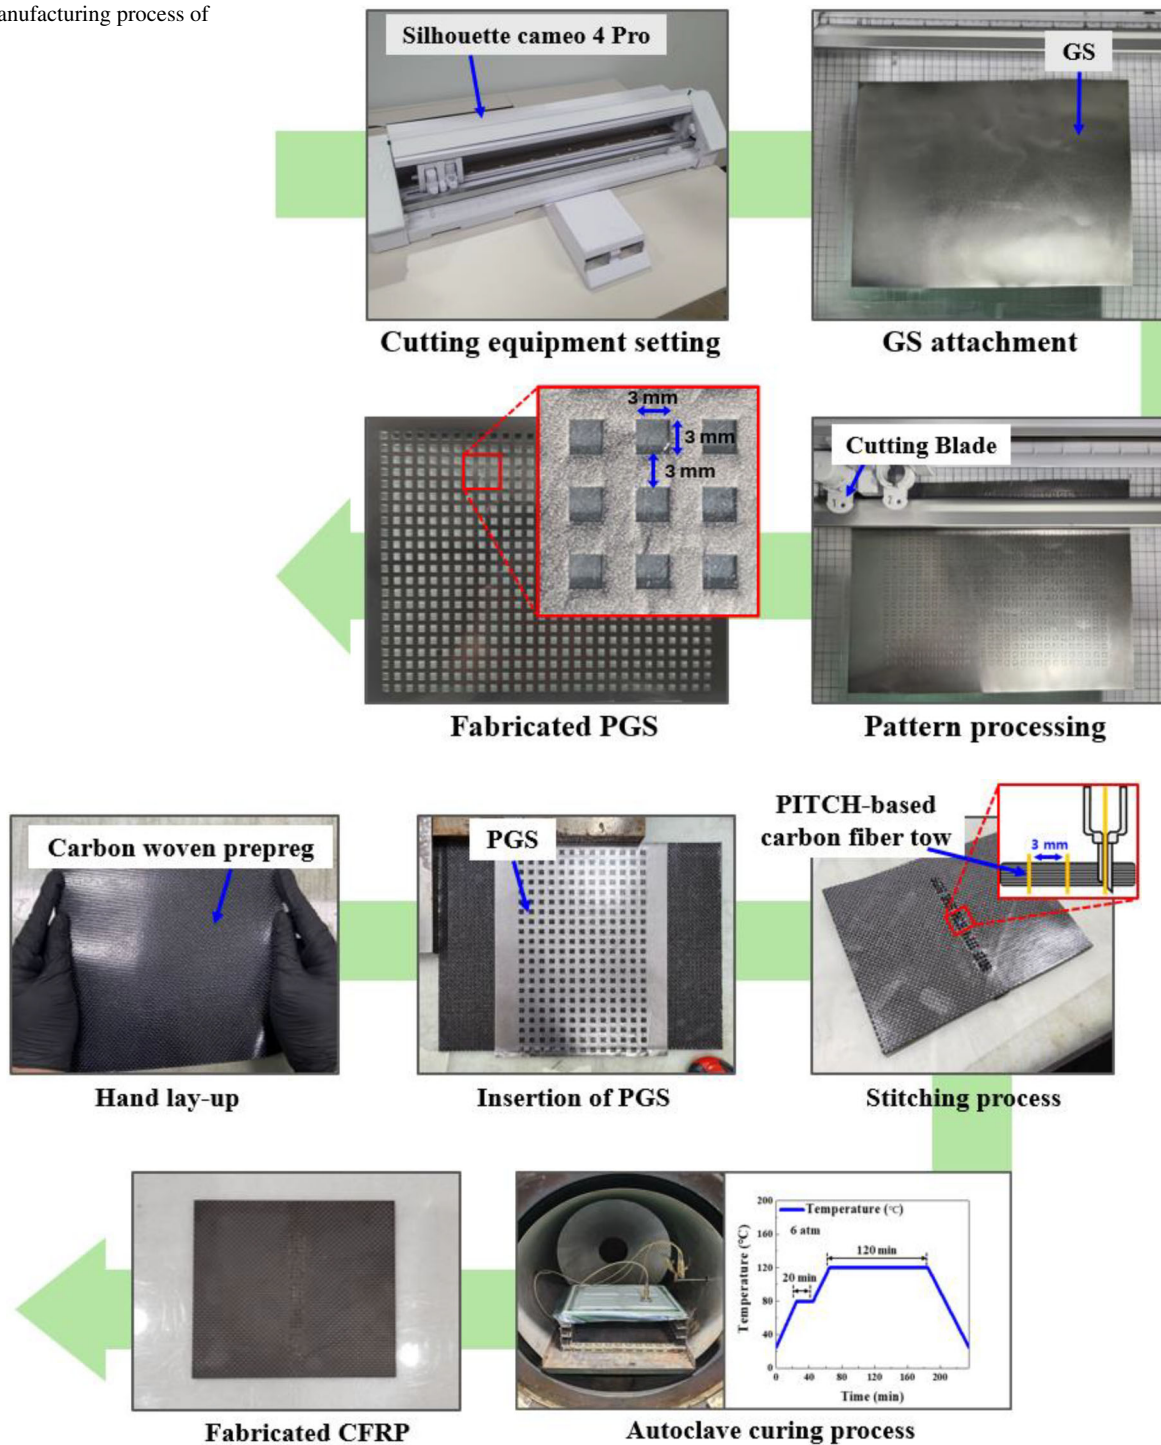 anufacturing process of
Silhouette cameo 4 Pro
GS
Cutting equipment setting
GS attachment
3 mm
3 mm
3 mm
Cutting Blade
Fabricated PGS
Pattern processing
Carbon woven prepreg
PGS
PITCH-based
carbon fiber tow
3 mm
Hand lay-up
Insertion of PGS
Stitching process
200
160
120
80
40
0
Temperature (°C)
Temperature (℃)
6 atm
120 min
20 min
0 40 80 120 160 200
Time (min)
Fabricated CFRP
Autoclave curing process